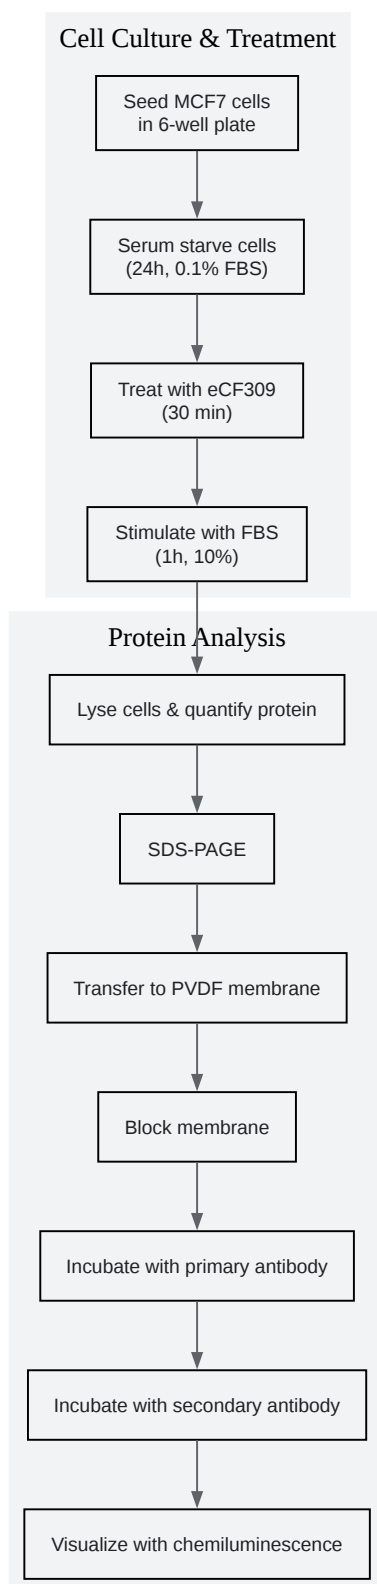 Cell Culture & Treatment
Seed MCF7 cells
in 6-well plate
Serum starve cells
(24h, 0.1% FBS)
Treat with eCF309
(30 min)
Stimulate with FBS
(1h, 10%)
Protein Analysis
Lyse cells & quantify protein
SDS-PAGE
Transfer to PVDF membrane
Block membrane
Incubate with primary antibody
Incubate with secondary antibody
Visualize with chemiluminescence